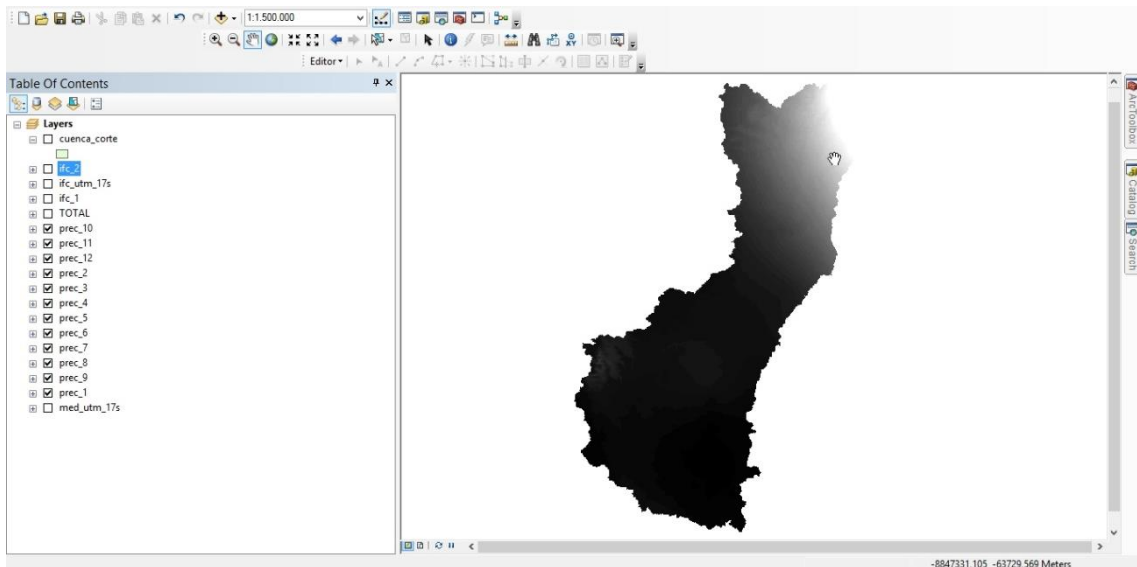 1:1.500.000
Editor
Table Of Contents
Layers
cuenca_corte
ifc_2
ifc_utm_17s
ifc_1
TOTAL
prec_10
prec_11
prec_12
prec_2
prec_3
prec_4
prec_5
prec_6
prec_7
prec_8
prec_9
prec_1
med_utm_17s
ArcToolbox
Catalog
Search
-8847331.105 -63729.569 Meters